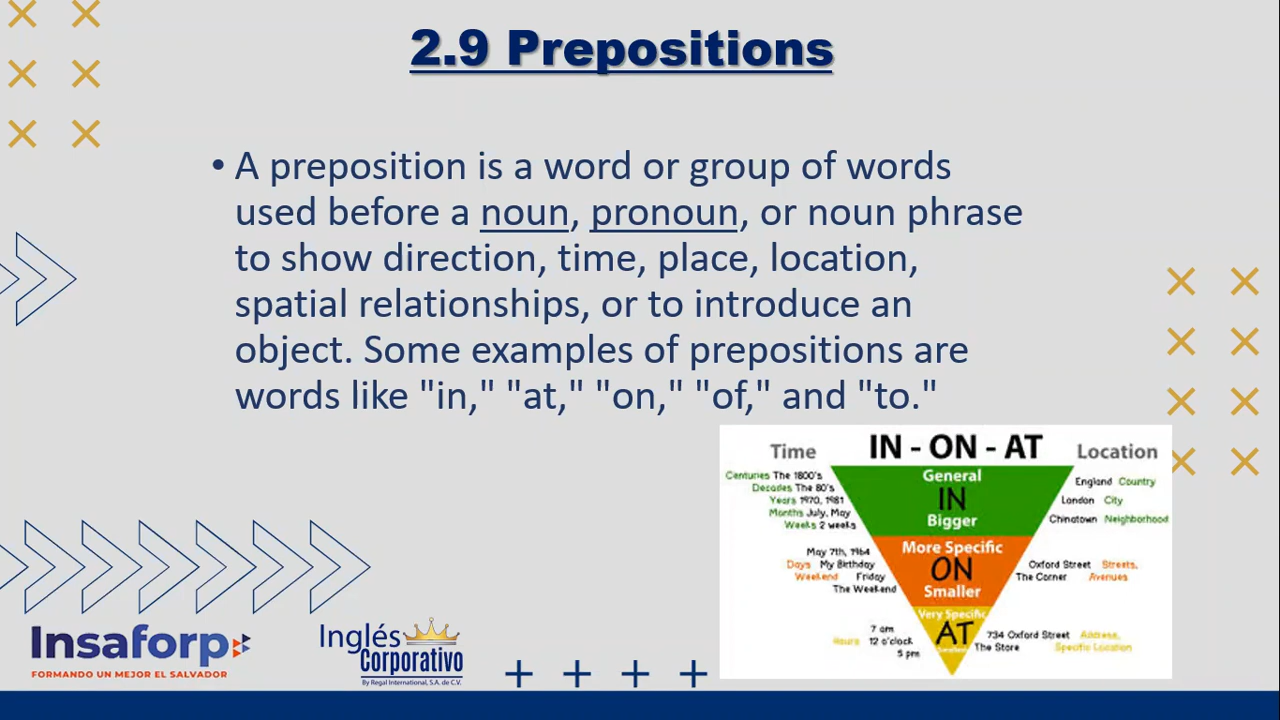 2.9 Prepositions
• A preposition is a word or group of words
used before a noun, pronoun, or noun phrase
to show direction, time, place, location,
spatial relationships, or to introduce an
object. Some examples of prepositions are
words like "in," "at," "on," "of," and "to."
Time
IN - ON - AT
Location
Centuries The 1800's
Decades The 80's
Years 1970, 1981
Months July, May
Weeks 2 weeks
General
IN
Bigger
England Country
London City
Chinatown Neighborhood
May 7th, 1964
Days My Birthday
Weekend Friday
The Weekend
More Specific
ON
Smaller
Oxford Street Streets,
The Corner Avenues
7 am
Hours 12 o'clock
5 pm
Very Specific
AT
Smallest
734 Oxford Street Address,
The Store Specific Location
Insaforp
FORMANDO UN MEJOR EL SALVADOR
Inglés
Corporativo
By Regal International, S.A. de C.V.